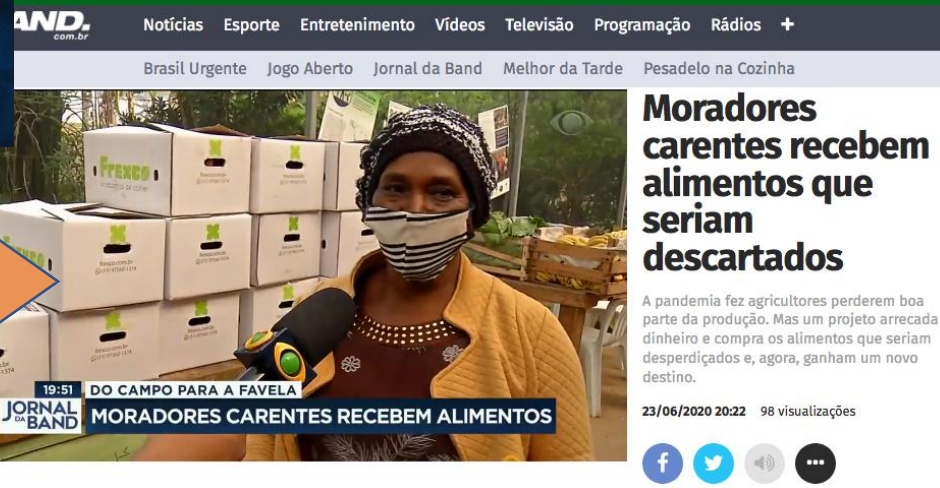 AND.
com.br
Notícias Esporte Entretenimento Vídeos Televisão Programação Rádios +
Brasil Urgente Jogo Aberto Jornal da Band Melhor da Tarde Pesadelo na Cozinha
Frexco
19:51 DO CAMPO PARA A FAVELA
JORNAL DA BAND
MORADORES CARENTES RECEBEM ALIMENTOS
Moradores
carentes recebem
alimentos que
seriam
descartados
A pandemia fez agricultores perderem boa
parte da produção. Mas um projeto arrecada
dinheiro e compra os alimentos que seriam
desperdiçados e, agora, ganham um novo
destino.
23/06/2020 20:22 98 visualizações